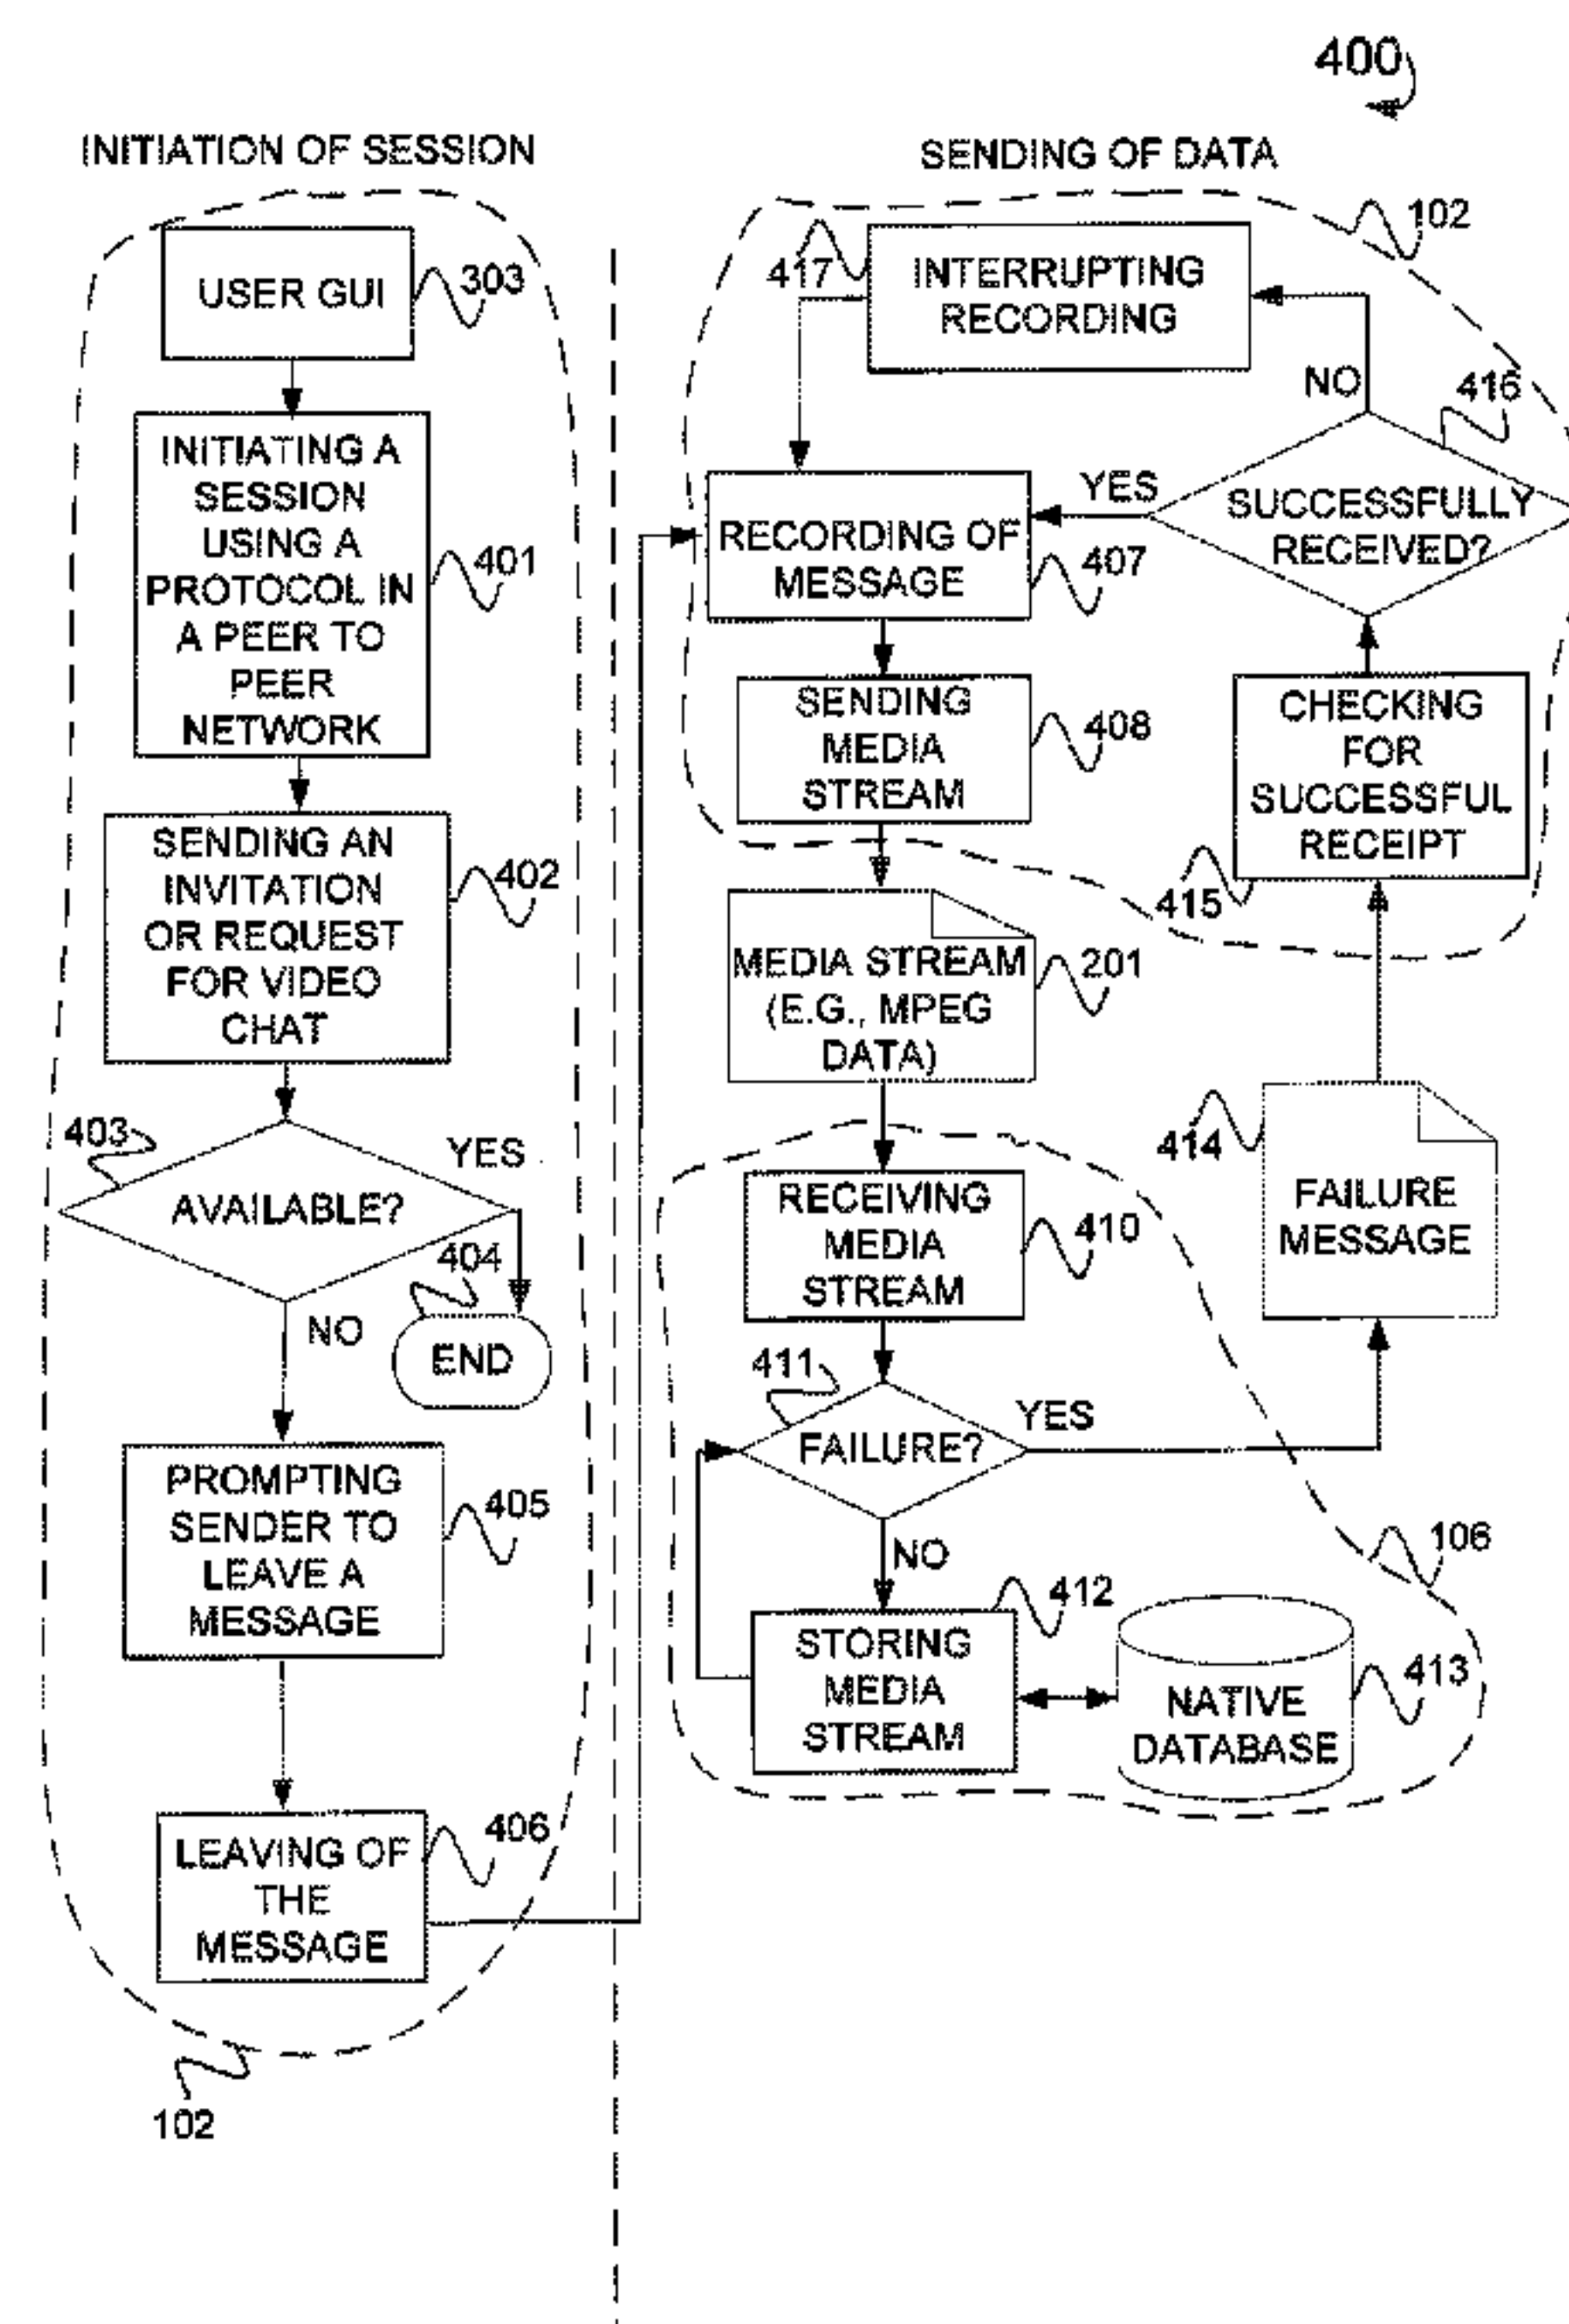 400
INITIATION OF SESSION
USER GUI
303
INITIATING A
SESSION
USING A
PROTOCOL IN
A PEER TO
PEER
NETWORK
401
SENDING AN
INVITATION
OR REQUEST
FOR VIDEO
CHAT
402
403
AVAILABLE?
YES
404
END
NO
PROMPTING
SENDER TO
LEAVE A
MESSAGE
405
LEAVING OF
THE
MESSAGE
406
102
SENDING OF DATA
102
417
INTERRUPTING
RECORDING
NO
416
SUCCESSFULLY
RECEIVED?
YES
RECORDING OF
MESSAGE
407
SENDING
MEDIA
STREAM
408
CHECKING
FOR
SUCCESSFUL
RECEIPT
415
MEDIA STREAM
(E.G., MPEG
DATA)
201
414
FAILURE
MESSAGE
RECEIVING
MEDIA
STREAM
410
411
FAILURE?
YES
NO
106
412
STORING
MEDIA
STREAM
NATIVE
DATABASE
413